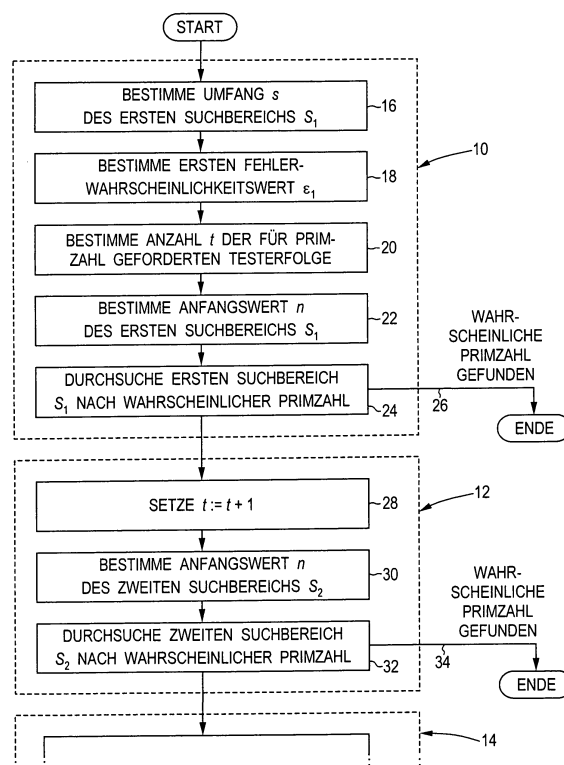 START
BESTIMME UMFANG s
DES ERSTEN SUCHBEREICHS S₁
16
10
BESTIMME ERSTEN FEHLER-
WAHRSCHEINLICHKEITSWERT ε₁
18
BESTIMME ANZAHL t DER FÜR PRIM-
ZAHL GEFORDERTEN TESTERFOLGE
20
BESTIMME ANFANGSWERT n
DES ERSTEN SUCHBEREICHS S₁
22
WAHR-
SCHEINLICHE
PRIMZAHL
GEFUNDEN
DURCHSUCHE ERSTEN SUCHBEREICH
S₁ NACH WAHRSCHEINLICHER PRIMZAHL
24
26
ENDE
12
SETZE t := t + 1
28
BESTIMME ANFANGSWERT n
DES ZWEITEN SUCHBEREICHS S₂
30
WAHR-
SCHEINLICHE
PRIMZAHL
GEFUNDEN
DURCHSUCHE ZWEITEN SUCHBEREICH
S₂ NACH WAHRSCHEINLICHER PRIMZAHL
32
34
ENDE
14